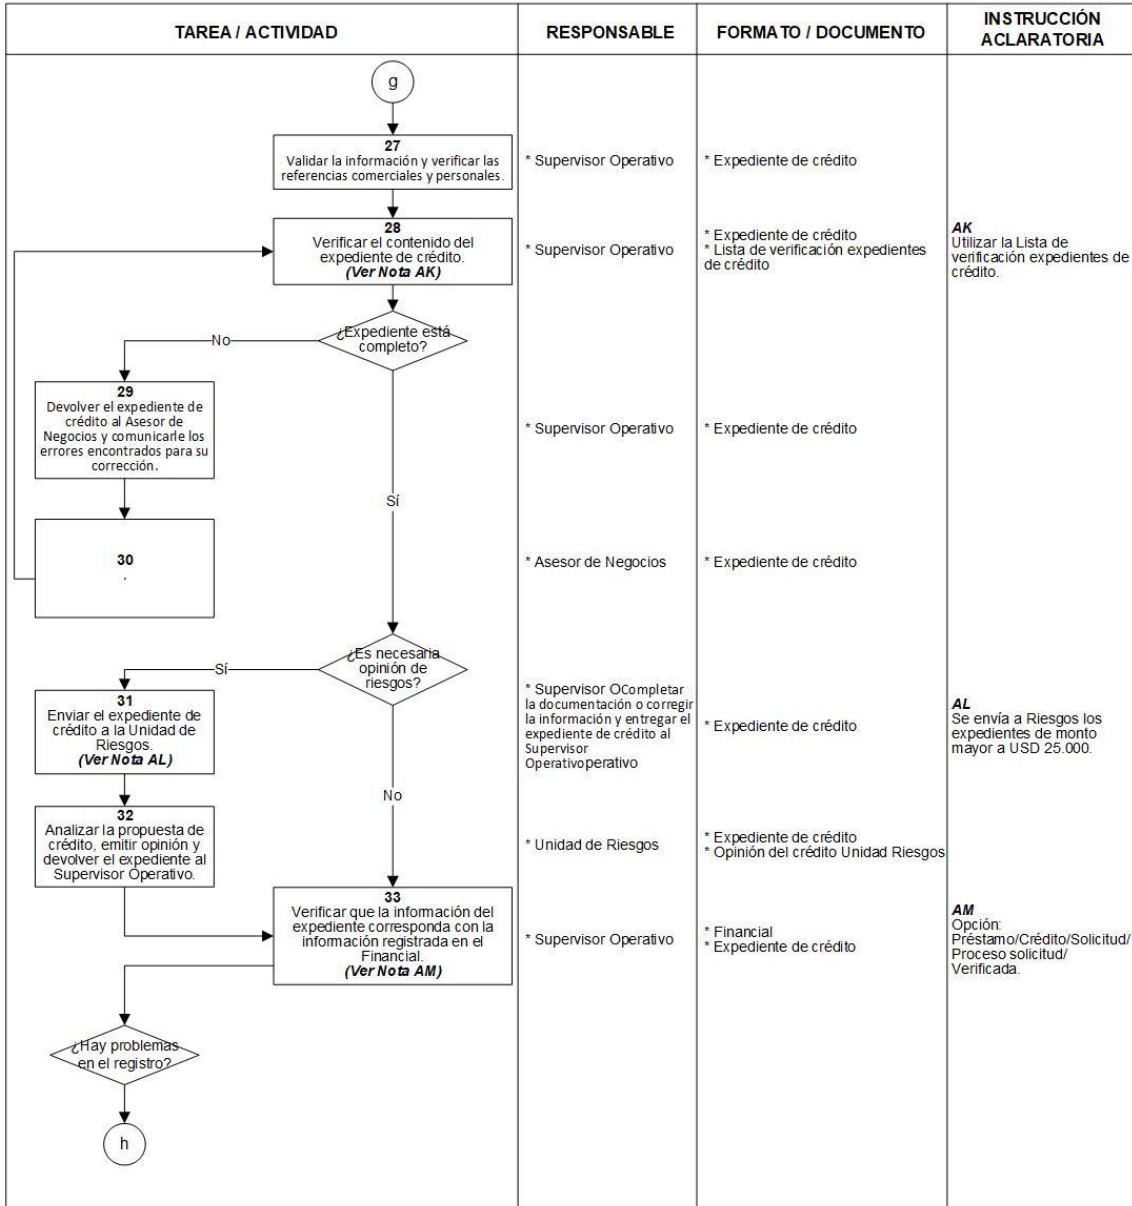 TAREA / ACTIVIDAD
RESPONSABLE
FORMATO / DOCUMENTO
INSTRUCCIÓN
ACLARATORIA
g
27
Validar la información y verificar las
referencias comerciales y personales.
* Supervisor Operativo
* Expediente de crédito
28
Verificar el contenido del
expediente de crédito.
(Ver Nota AK)
* Supervisor Operativo
* Expediente de crédito
* Lista de verificación expedientes
de crédito
AK
Utilizar la Lista de
verificación expedientes de
crédito.
¿Expediente está
completo?
No
29
Devolver el expediente de
crédito al Asesor de
Negocios y comunicarle los
errores encontrados para su
corrección.
* Supervisor Operativo
* Expediente de crédito
Sí
30
.
* Asesor de Negocios
* Expediente de crédito
¿Es necesaria
opinión de
riesgos?
Sí
31
Enviar el expediente de
crédito a la Unidad de
Riesgos.
(Ver Nota AL)
* Supervisor OCompletar
la documentación o corregir
la información y entregar el
expediente de crédito al
Supervisor
Operativoperativo
* Expediente de crédito
AL
Se envía a Riesgos los
expedientes de monto
mayor a USD 25.000.
No
32
Analizar la propuesta de
crédito, emitir opinión y
devolver el expediente al
Supervisor Operativo.
* Unidad de Riesgos
* Expediente de crédito
* Opinión del crédito Unidad Riesgos
33
Verificar que la información del
expediente corresponda con la
información registrada en el
Financial.
(Ver Nota AM)
* Supervisor Operativo
* Financial
* Expediente de crédito
AM
Opción:
Préstamo/Crédito/Solicitud/
Proceso solicitud/
Verificada.
¿Hay problemas
en el registro?
h